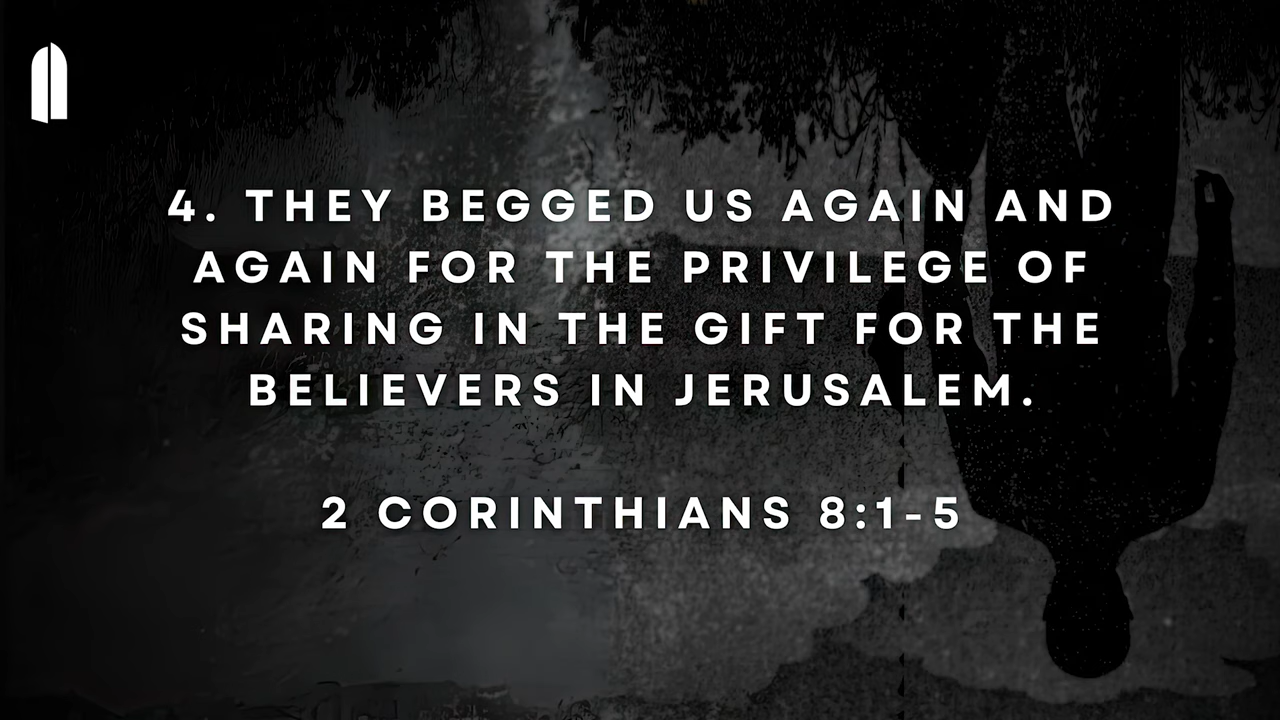 4. THEY BEGGED US AGAIN AND
AGAIN FOR THE PRIVILEGE OF
SHARING IN THE GIFT FOR THE
BELIEVERS IN JERUSALEM.
2 CORINTHIANS 8:1-5